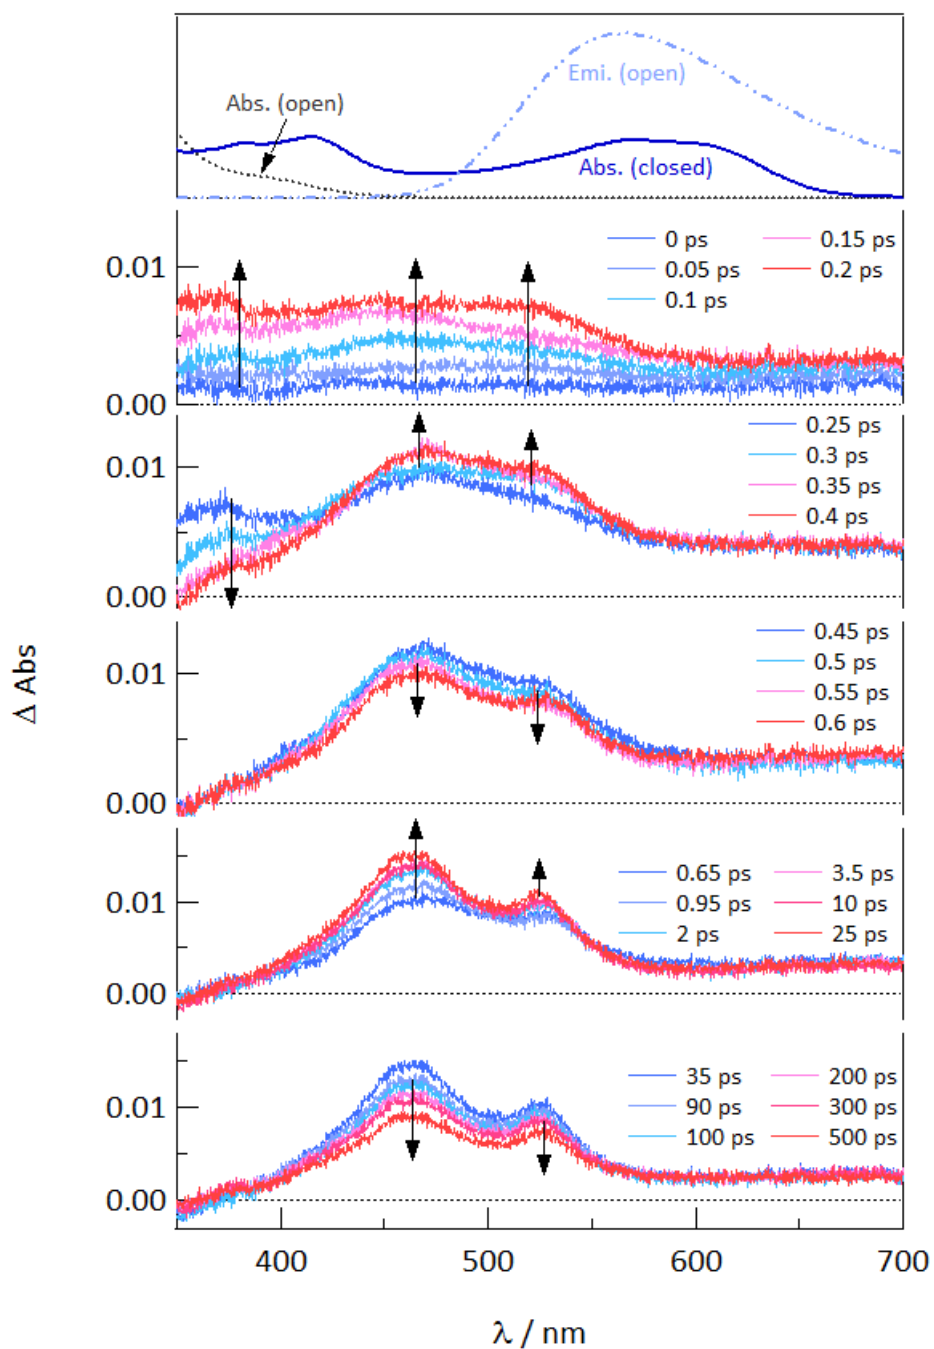 Emi. (open)
Abs. (open)
Abs. (closed)
0 ps 0.15 ps
0.05 ps 0.2 ps
0.1 ps
0.01
0.00
0.25 ps
0.3 ps
0.35 ps
0.4 ps
0.01
0.00
0.45 ps
0.5 ps
0.55 ps
0.6 ps
0.01
0.00
Δ Abs
0.65 ps 3.5 ps
0.95 ps 10 ps
2 ps 25 ps
0.01
0.00
35 ps 200 ps
90 ps 300 ps
100 ps 500 ps
0.01
0.00
400 500 600 700
λ / nm